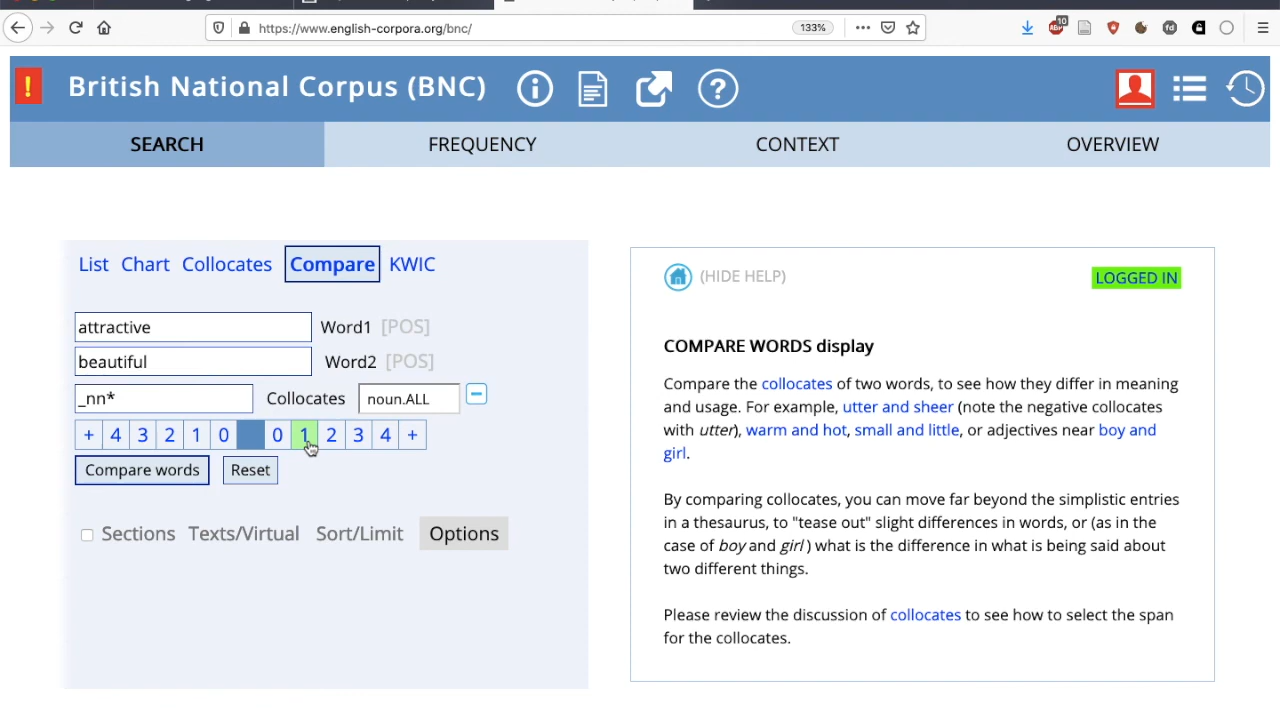 https://www.english-corpora.org/bnc/
133%
10
! British National Corpus (BNC)
SEARCH FREQUENCY CONTEXT OVERVIEW
List Chart Collocates Compare KWIC
attractive Word1 [POS]
beautiful Word2 [POS]
_nn* Collocates noun.ALL
+ 4 3 2 1 0 0 1 2 3 4 +
Compare words Reset
Sections Texts/Virtual Sort/Limit Options
(HIDE HELP) LOGGED IN
COMPARE WORDS display
Compare the collocates of two words, to see how they differ in meaning
and usage. For example, utter and sheer (note the negative collocates
with utter), warm and hot, small and little, or adjectives near boy and
girl.
By comparing collocates, you can move far beyond the simplistic entries
in a thesaurus, to "tease out" slight differences in words, or (as in the
case of boy and girl ) what is the difference in what is being said about
two different things.
Please review the discussion of collocates to see how to select the span
for the collocates.